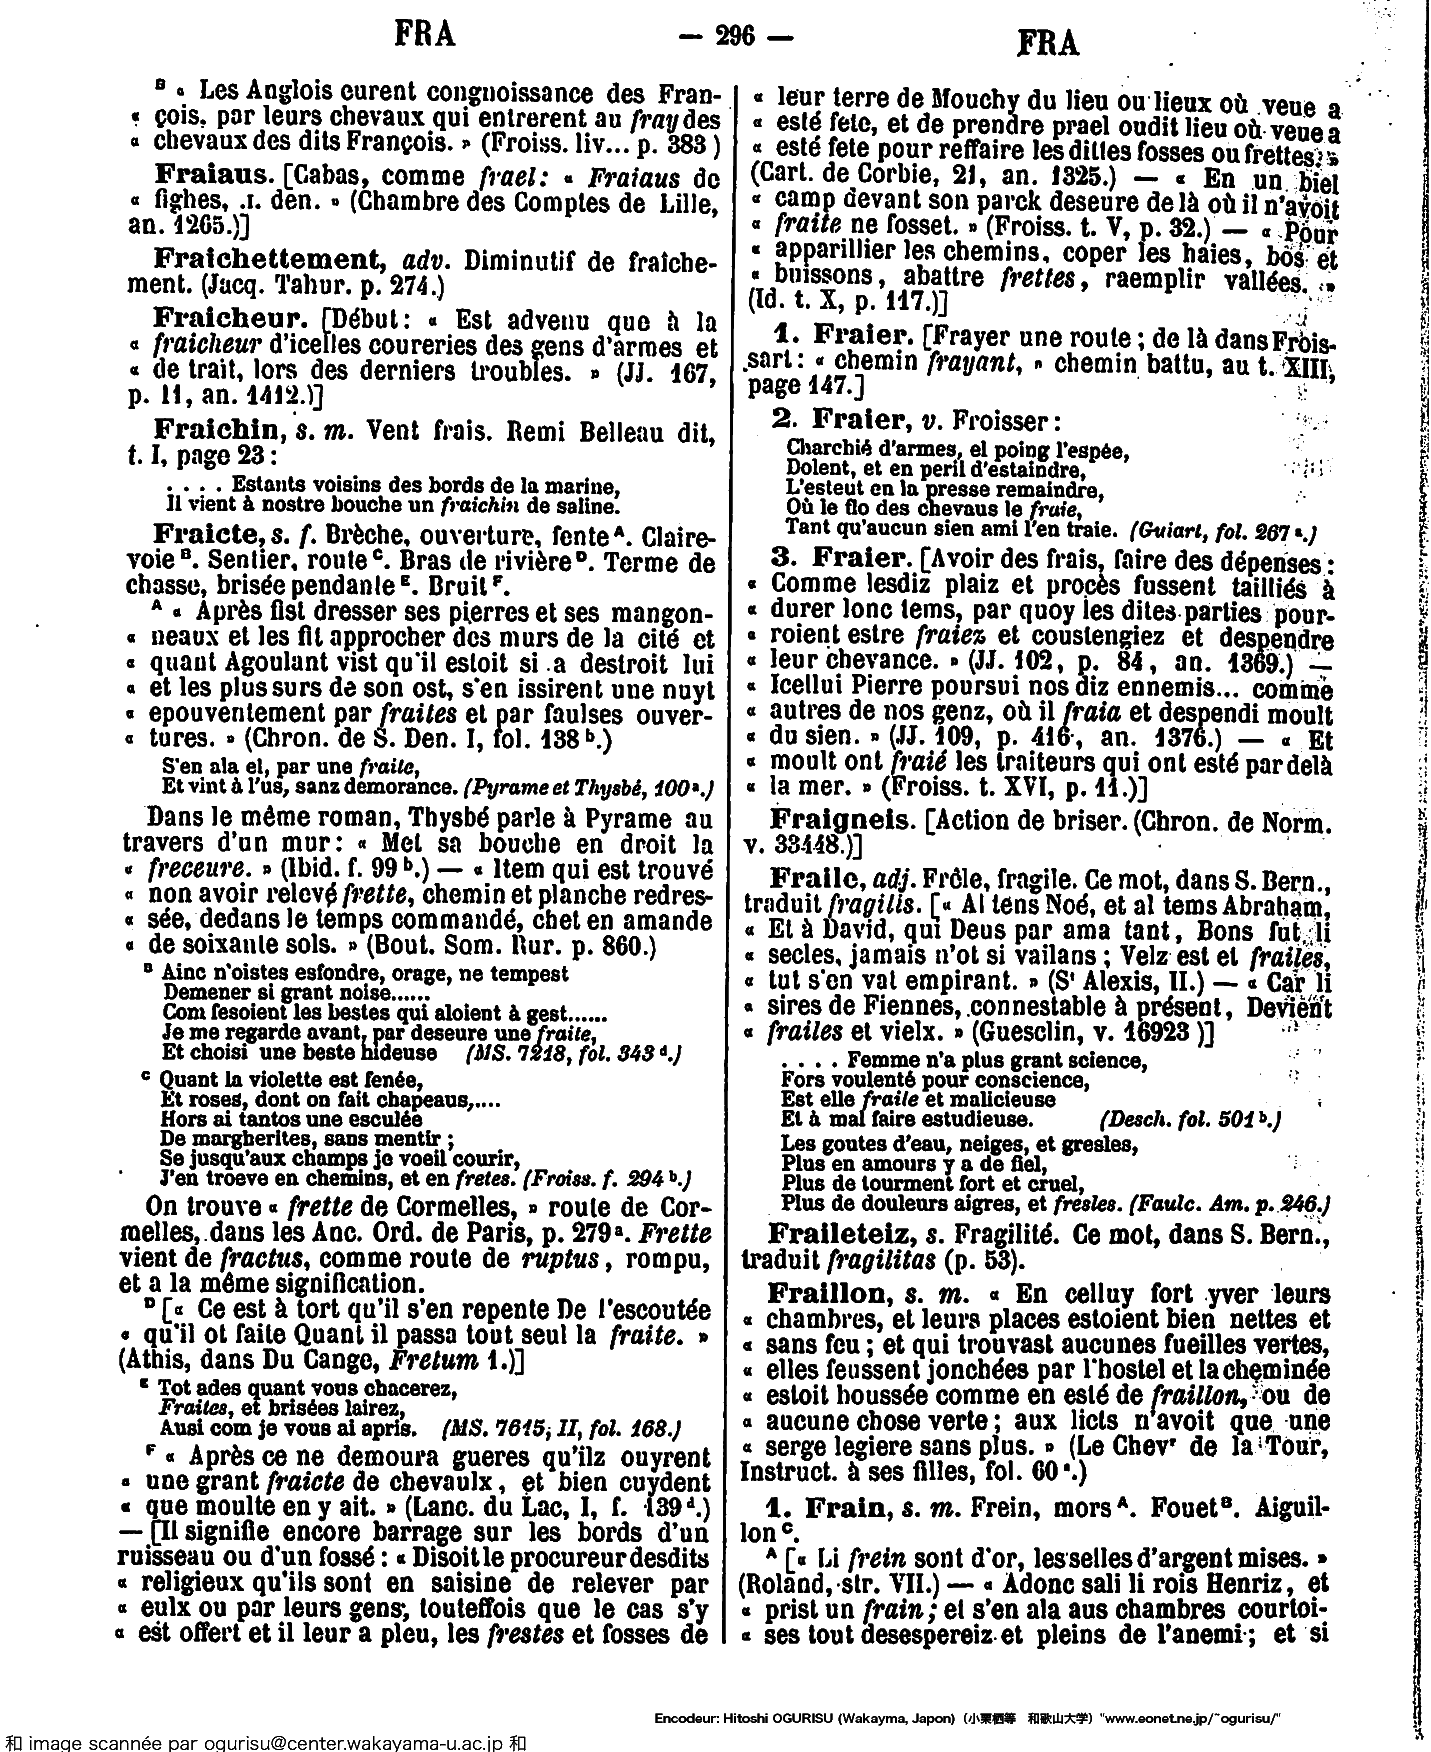 FRA — 296 — FRA
B « Les Anglois eurent congnoissance des Fran-
« çois, par leurs chevaux qui entrerent au fray des
« chevaux des dits François. » (Froiss. liv... p. 383)
Fraiaus. [Cabas, comme frael : « Fraiaus de
« fighes, .I. den. » (Chambre des Comptes de Lille,
an. 1265.)]
Fraichettement, adv. Diminutif de fraîche-
ment. (Jacq. Tahur. p. 274.)
Fraicheur. [Début : « Est advenu que à la
« fraicheur d'icelles coureries des gens d'armes et
« de trait, lors des derniers troubles. » (JJ. 167,
p. 11, an. 1412.)]
Fraichin, s. m. Vent frais. Remi Belleau dit,
t. I, page 23 :
. . . . Estants voisins des bords de la marine,
Il vient à nostre bouche un fraichin de saline.
Fraicte, s. f. Brèche, ouverture, fente A. Claire-
voie B. Sentier, route C. Bras de rivière D. Terme de
chasse, brisée pendante E. Bruit F.
A « Après fist dresser ses pierres et ses mangon-
« neaux et les fit approcher des murs de la cité et
« quant Agoulant vist qu'il estoit si a destroit lui
« et les plus surs de son ost, s'en issirent une nuyt
« epouventement par fraites et par faulses ouver-
« tures. » (Chron. de S. Den. I, fol. 138 b.)
S'en ala el, par une fraite,
Et vint à l'us, sanz demorance. (Pyrame et Thysbé, 100 a.)
Dans le même roman, Thysbé parle à Pyrame au
travers d'un mur : « Met sa bouche en droit la
« freceure. » (Ibid. f. 99 b.) — « Item qui est trouvé
« non avoir relevé frette, chemin et planche redres-
« sée, dedans le temps commandé, chet en amande
« de soixante sols. » (Bout. Som. Rur. p. 860.)
B Ainc n'oistes esfondre, orage, ne tempest
Demener si grant noise......
Com fesoient les bestes qui aloient à gest......
Je me regarde avant, par deseure une fraite,
Et choisi une beste hideuse (MS. 7218, fol. 343 d.)
C Quant la violette est fenée,
Et roses, dont on fait chapeaus,....
Hors ai tantos une esculée
De margherites, sans mentir ;
Se jusqu'aux champs je voeil courir,
J'en troeve en chemins, et en fretes. (Froiss. f. 294 b.)
On trouve « frette de Cormelles, » route de Cor-
melles, dans les Anc. Ord. de Paris, p. 279 a. Frette
vient de fractus, comme route de ruptus, rompu,
et a la même signification.
D [« Ce est à tort qu'il s'en repente De l'escoutée
« qu'il ot faite Quant il passa tout seul la fraite. »
(Athis, dans Du Cange, Fretum 1.)]
E Tot ades quant vous chacerez,
Fraites, et brisées lairez,
Ausi com je vous ai apris. (MS. 7615, II, fol. 168.)
F « Après ce ne demoura gueres qu'ilz ouyrent
« une grant fraicte de chevaulx, et bien cuydent
« que moulte en y ait. » (Lanc. du Lac, I, f. 139 d.)
— [Il signifie encore barrage sur les bords d'un
ruisseau ou d'un fossé : « Disoit le procureur desdits
« religieux qu'ils sont en saisine de relever par
« eulx ou par leurs gens, touteffois que le cas s'y
« est offert et il leur a pleu, les frestes et fosses de
« leur terre de Mouchy du lieu ou lieux où veue a
« esté fete, et de prendre prael oudit lieu où veue a
« esté fete pour reffaire les dittes fosses ou frettes. »
(Cart. de Corbie, 21, an. 1325.) — « En un biel
« camp devant son parck deseure de là où il n'avoit
« fraite ne fosset. » (Froiss. t. V, p. 32.) — « Pour
« apparillier les chemins, coper les haies, bos et
« buissons, abattre frettes, raemplir vallées. »
(Id. t. X, p. 117.)]
1. Fraier. [Frayer une route ; de là dans Frois-
sart : « chemin frayant, » chemin battu, au t. XIII,
page 147.]
2. Fraier, v. Froisser :
Charchié d'armes, el poing l'espée,
Dolent, et en peril d'estaindre,
L'esteut en la presse remaindre,
Où le flo des chevaus le fraie,
Tant qu'aucun sien ami l'en traie. (Guiart, fol. 267 a.)
3. Fraier. [Avoir des frais, faire des dépenses :
« Comme lesdiz plaiz et procès fussent tailliés à
« durer lonc tems, par quoy les dites parties pour-
« roient estre fraiez et coustengiez et despendre
« leur chevance. » (JJ. 102, p. 84, an. 1369.) —
« Icellui Pierre poursui nos diz ennemis... comme
« autres de nos genz, où il fraia et despendi moult
« du sien. » (JJ. 109, p. 416, an. 1376.) — « Et
« moult ont fraié les traiteurs qui ont esté par delà
« la mer. » (Froiss. t. XVI, p. 11.)]
Fraigneis. [Action de briser. (Chron. de Norm.
v. 33448.)]
Fraile, adj. Frêle, fragile. Ce mot, dans S. Bern.,
traduit fragilis. [« Al tens Noé, et al tems Abraham,
« Et à David, qui Deus par ama tant, Bons fut li
« secles, jamais n'ot si vailans ; Velz est et frailes,
« tut s'en vat empirant. » (St Alexis, II.) — « Car li
« sires de Fiennes, connestable à présent, Devient
« frailes et vielx. » (Guesclin, v. 16923 )]
. . . . Femme n'a plus grant science,
Fors voulenté pour conscience,
Est elle fraile et malicieuse
Et à mal faire estudieuse. (Desch. fol. 501 b.)
Les goutes d'eau, neiges, et gresles,
Plus en amours y a de fiel,
Plus de tourment fort et cruel,
Plus de douleurs aigres, et fresles. (Faulc. Am. p. 246.)
Fraileteiz, s. Fragilité. Ce mot, dans S. Bern.,
traduit fragilitas (p. 53).
Fraillon, s. m. « En celluy fort yver leurs
« chambres, et leurs places estoient bien nettes et
« sans feu ; et qui trouvast aucunes fueilles vertes,
« elles feussent jonchées par l'hostel et la cheminée
« estoit houssée comme en esté de fraillon, ou de
« aucune chose verte ; aux licts n'avoit que une
« serge legiere sans plus. » (Le Chevr de la Tour,
Instruct. à ses filles, fol. 60 a.)
1. Frain, s. m. Frein, mors A. Fouet B. Aiguil-
lon C.
A [« Li frein sont d'or, les selles d'argent mises. »
(Roland, str. VII.) — « Adonc sali li rois Henriz, et
« prist un frain ; et s'en ala aus chambres courtoi-
« ses tout desespereiz et pleins de l'anemi ; et si
Encodeur: Hitoshi OGURISU (Wakayma, Japon) (小栗栖等 和歌山大学) "www.eonet.ne.jp/~ogurisu/"
和 image scannée par ogurisu@center.wakayama-u.ac.jp 和